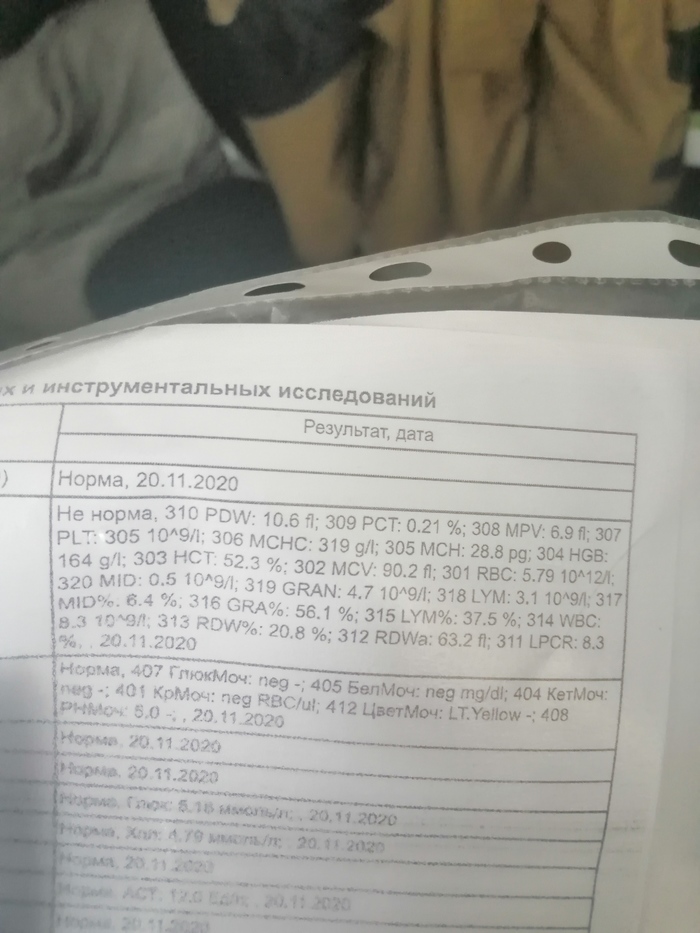 и инструментальных исследований
Результат, дата
)
Норма, 20.11.2020
Не норма, 310 PDW: 10.6 fl; 309 PCT: 0.21 %; 308 MPV: 6.9 fl; 307
PLT: 305 10^9/l; 306 MCHC: 319 g/l; 305 MCH: 28.8 pg; 304 HGB:
164 g/l; 303 HCT: 52.3 %; 302 MCV: 90.2 fl; 301 RBC: 5.79 10^12/l;
320 MID: 0.5 10^9/l; 319 GRAN: 4.7 10^9/l; 318 LYM: 3.1 10^9/l; 317
MID%: 6.4 %; 316 GRA%: 56.1 %; 315 LYM%: 37.5 %; 314 WBC:
8.3 10^9/l; 313 RDW%: 20.8 %; 312 RDWa: 63.2 fl; 311 LPCR: 8.3
%, , 20.11.2020
Норма, 407 ГлюкМоч: neg -; 405 БелМоч: neg mg/dl; 404 КетМоч:
neg -; 401 КрМоч: neg RBC/ul; 412 ЦветМоч: LT.Yellow -; 408
PHМоч: 5.0 -; , 20.11.2020
Норма, 20.11.2020
Норма, 20.11.2020
Норма, Глюк: 5.18 ммоль/л; , 20.11.2020
Норма, Хлл: 4.79 ммоль/л; , 20.11.2020
Норма, 20.11.2020
Норма, АСТ: 12.0 Ед/л; , 20.11.2020
Норма, 20.11.2020